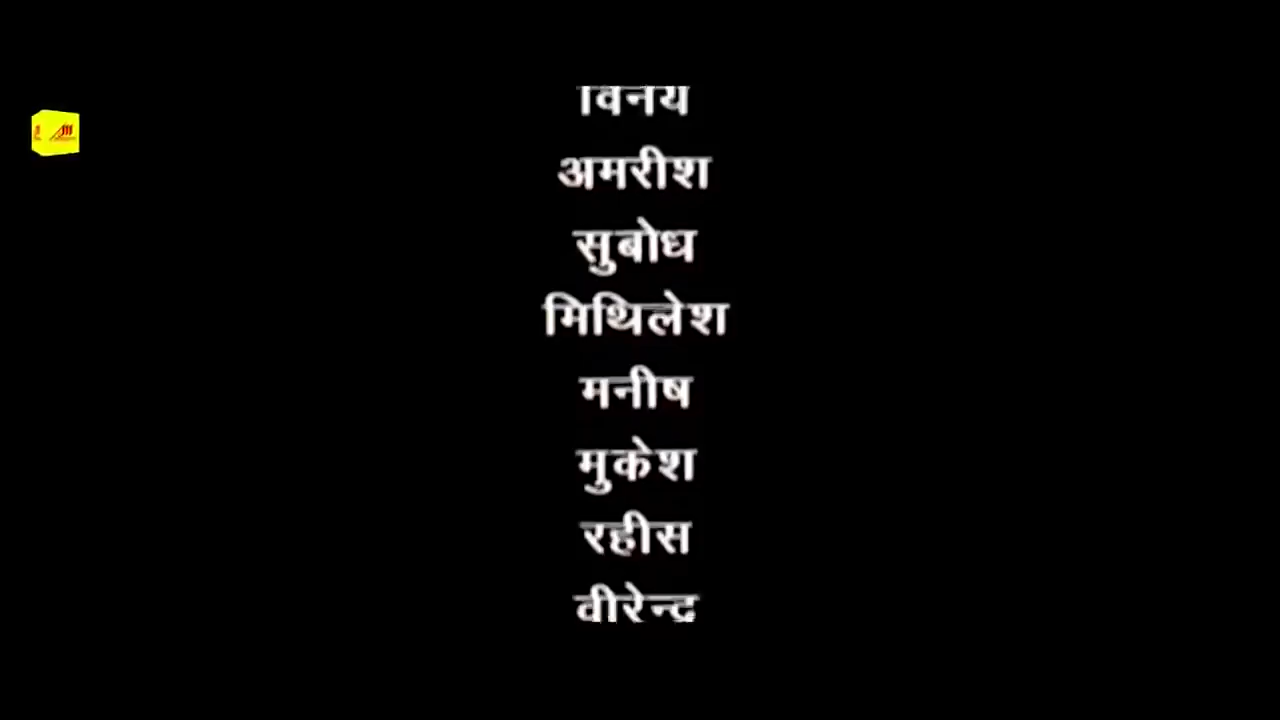 विनय
अमरीश
सुबोध
मिथिलेश
मनीष
मुकेश
रहीस
वीरेन्द्र